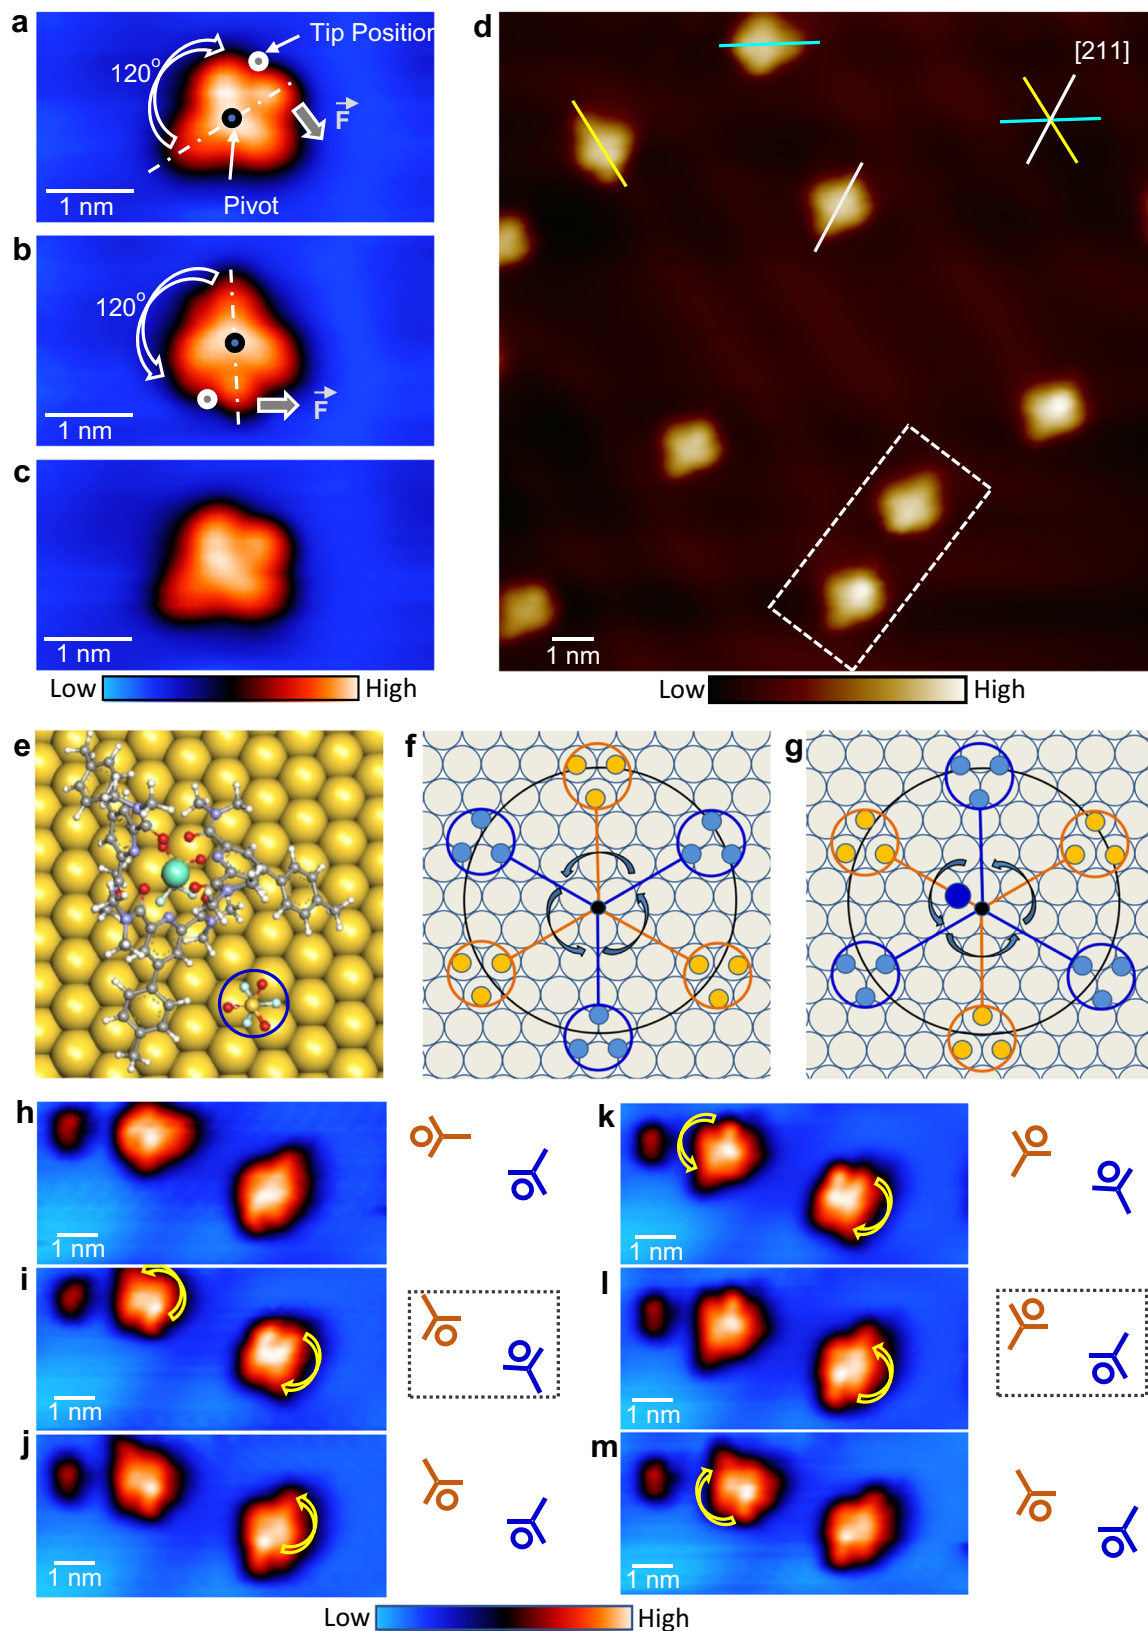 a
Tip Position
120°
F
Pivot
1 nm
b
120°
F
1 nm
c
1 nm
Low
High
d
[211]
1 nm
Low
High
e
f
g
h
1 nm
i
1 nm
j
1 nm
k
1 nm
l
1 nm
m
1 nm
Low
High